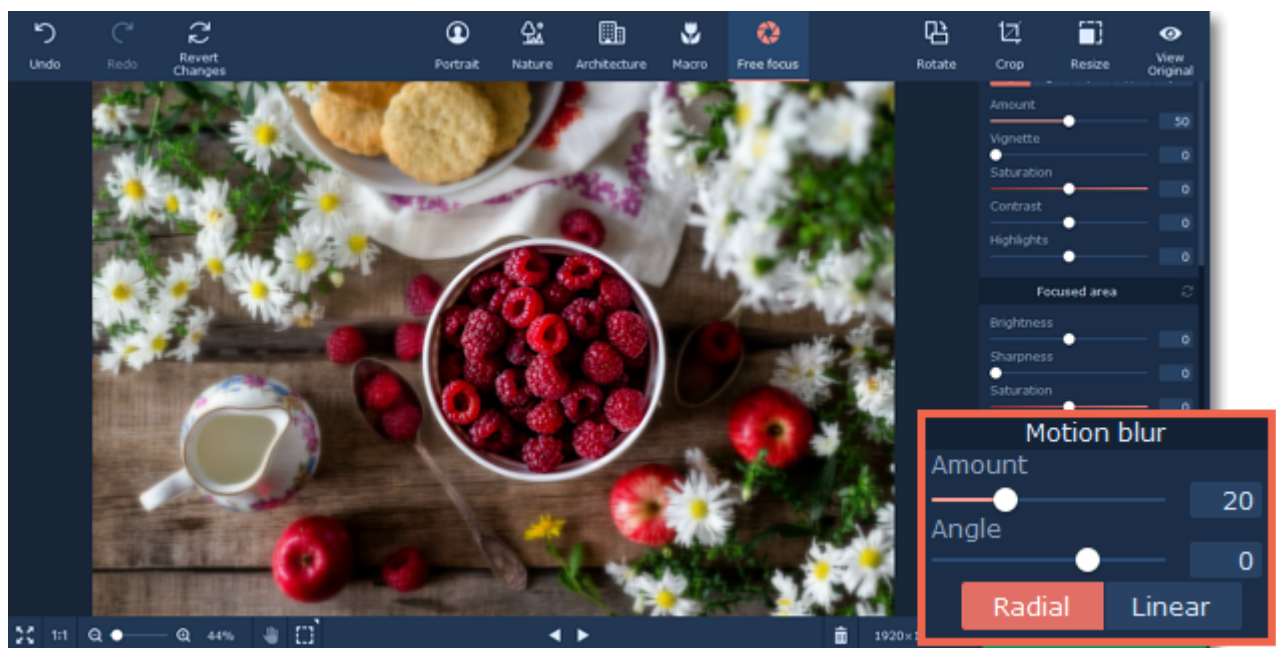 Undo
Redo
Revert
Changes
Portrait
Nature
Architecture
Macro
Free focus
Rotate
Crop
Resize
View
Original
Amount
50
Vignette
0
Saturation
0
Contrast
0
Highlights
0
Focused area
Brightness
0
Sharpness
0
Saturation
0
Motion blur
Amount
20
Angle
0
Radial Linear
1:1
44%